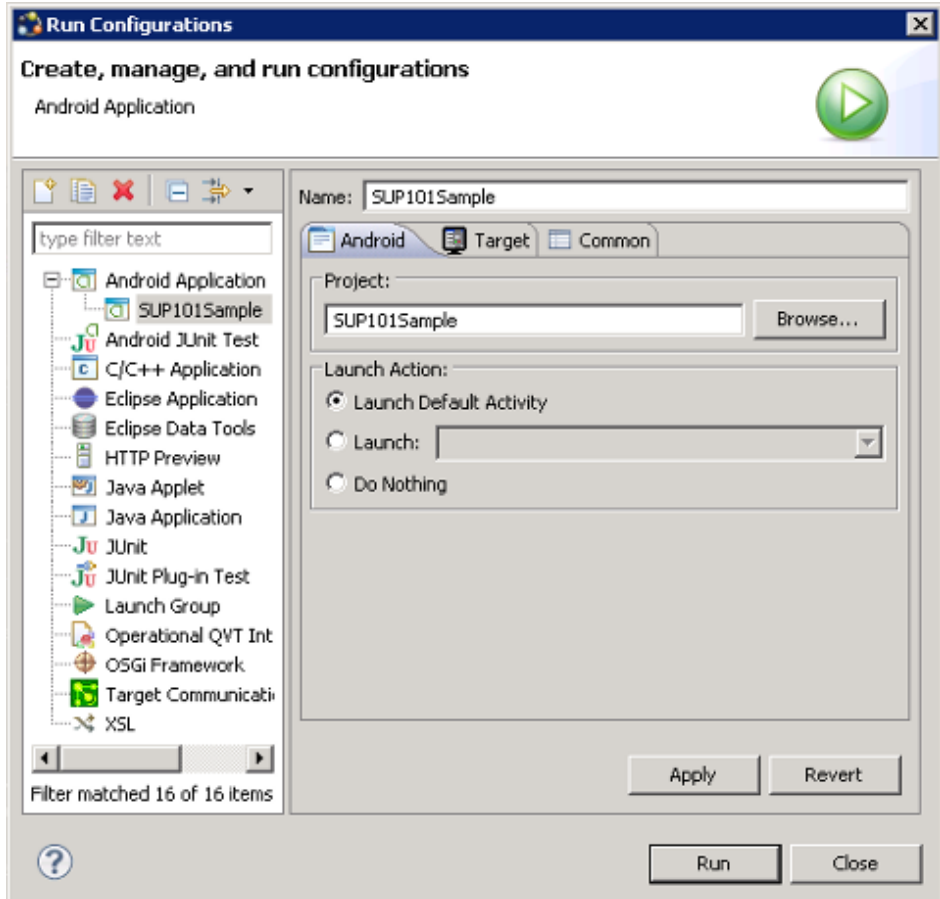 Run Configurations
Create, manage, and run configurations
Android Application
type filter text
Android Application
SUP101Sample
Android JUnit Test
C/C++ Application
Eclipse Application
Eclipse Data Tools
HTTP Preview
Java Applet
Java Application
JUnit
JUnit Plug-in Test
Launch Group
Operational QVT Int
OSGi Framework
Target Communicati
XSL
Filter matched 16 of 16 items
Name: SUP101Sample
Android Target Common
Project:
SUP101Sample Browse...
Launch Action:
Launch Default Activity
Launch:
Do Nothing
Apply Revert
Run Close